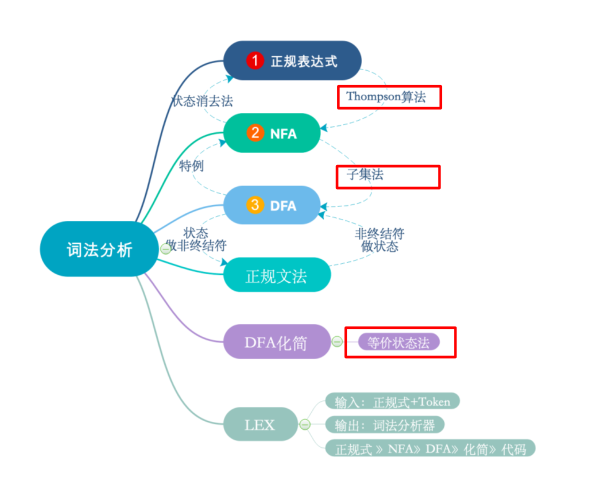 1 正规表达式
Thompson算法
状态消去法
2 NFA
特例
子集法
3 DFA
状态
做非终结符
非终结符
做状态
词法分析
正规文法
DFA化简
等价状态法
输入：正规式+Token
LEX
输出：词法分析器
正规式 》NFA》DFA》化简》代码